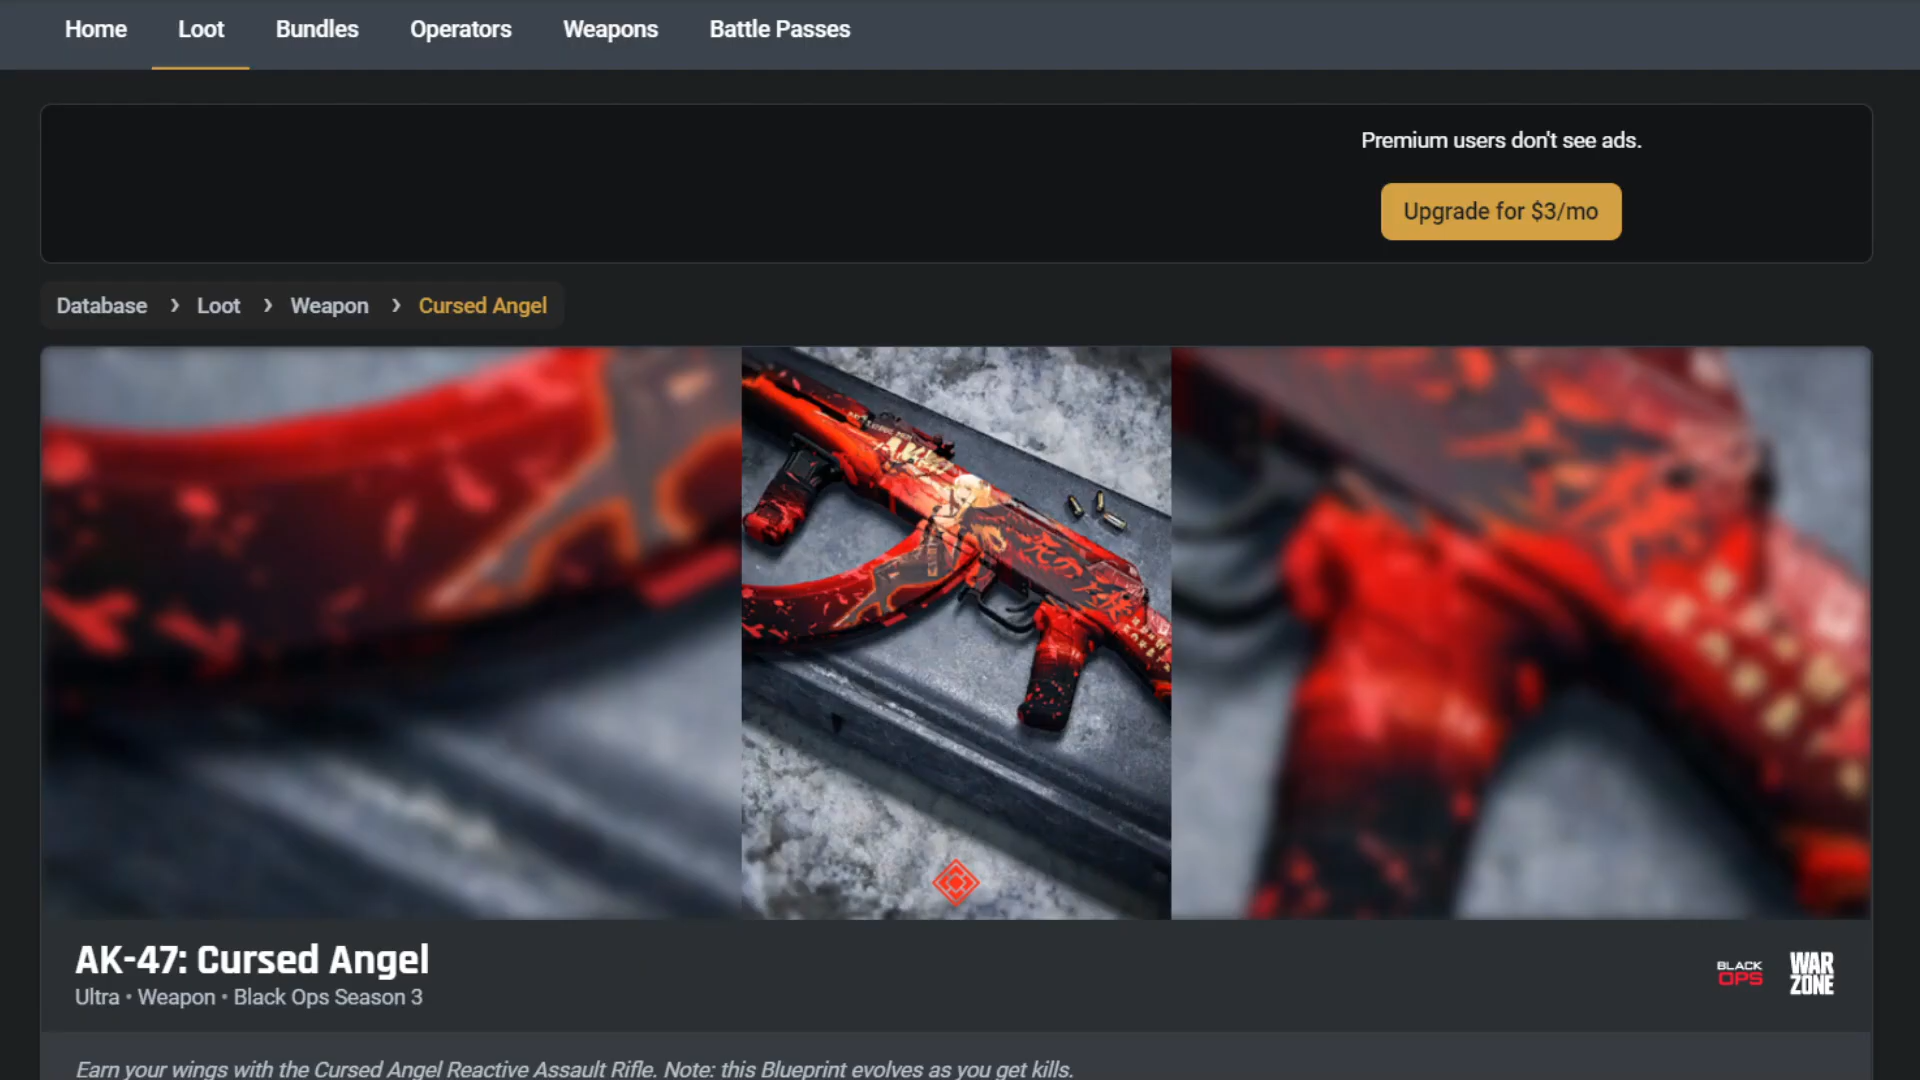 Home Loot Bundles Operators Weapons Battle Passes
Premium users don't see ads.
Upgrade for $3/mo
Database › Loot › Weapon › Cursed Angel
AK-47: Cursed Angel
Ultra • Weapon • Black Ops Season 3
BLACK OPS
WAR ZONE
Earn your wings with the Cursed Angel Reactive Assault Rifle. Note: this Blueprint evolves as you get kills.